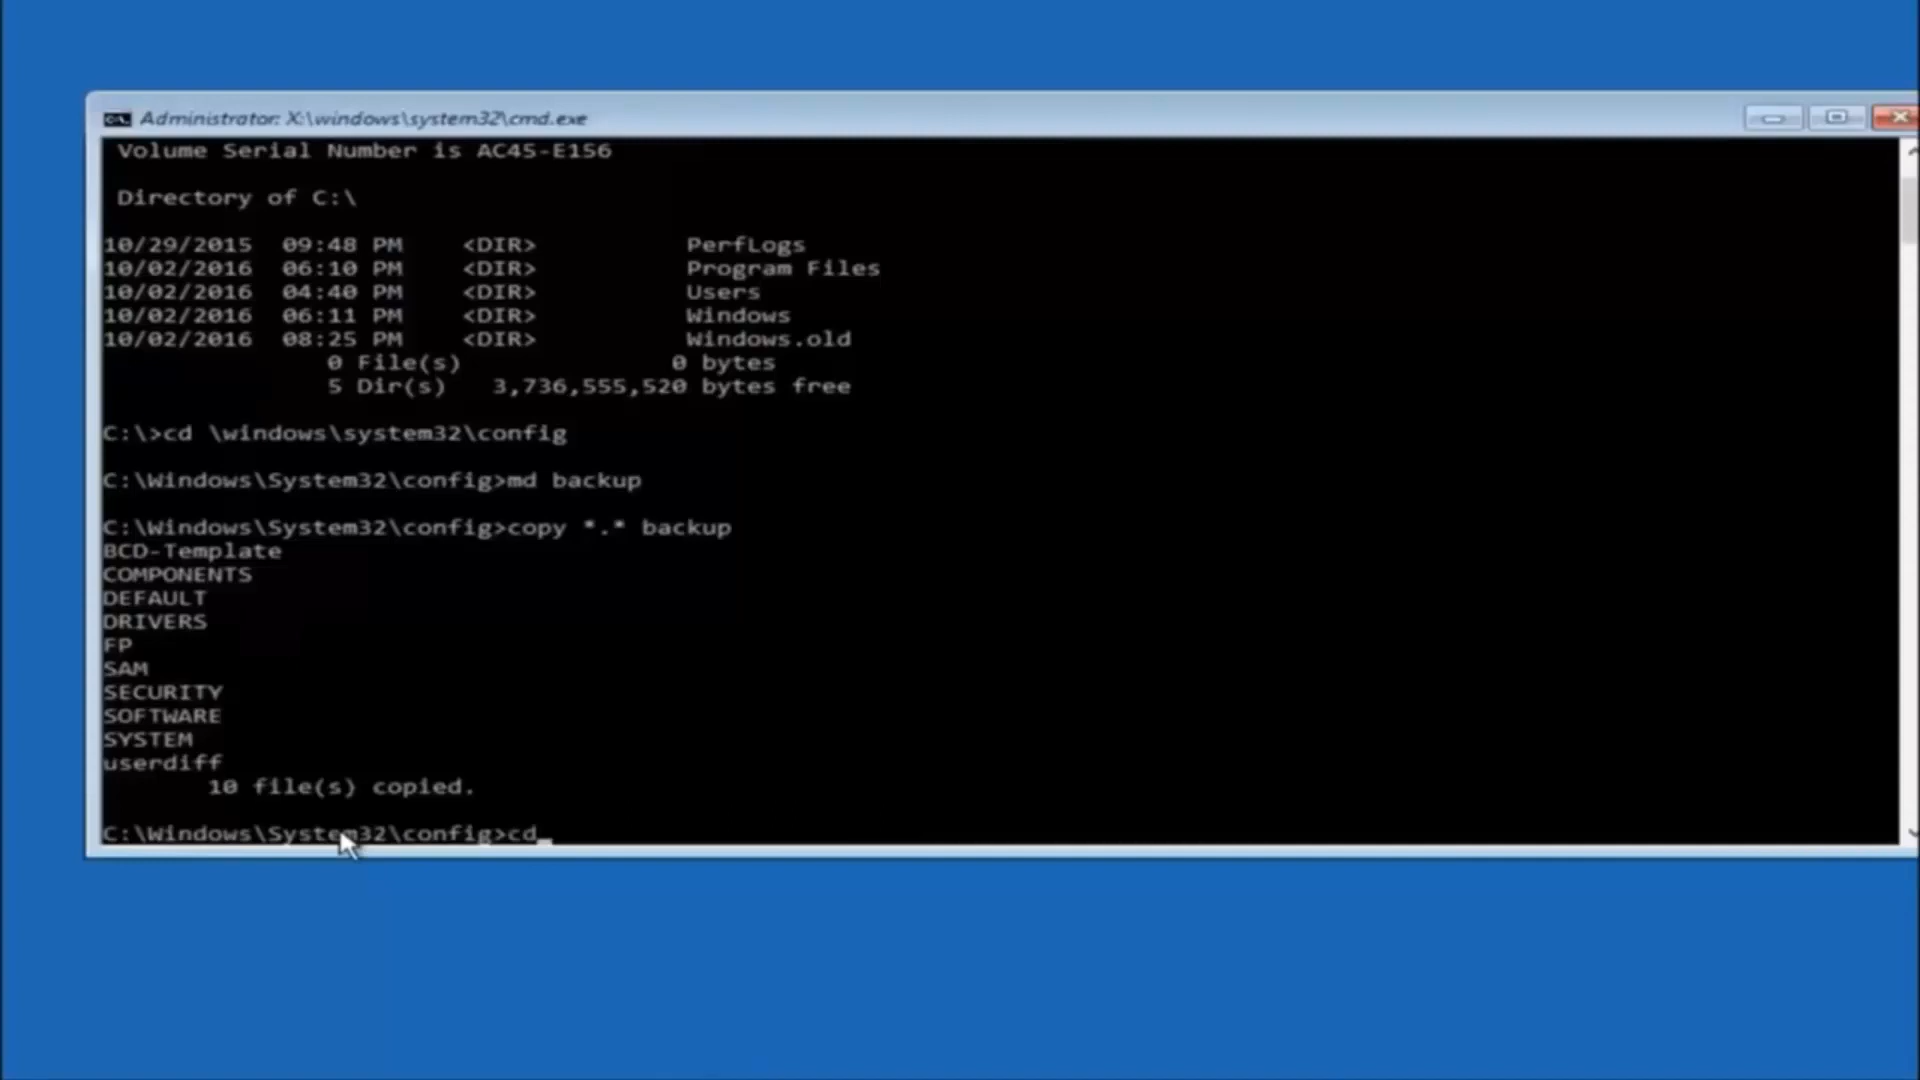 Administrator: X:\windows\system32\cmd.exe
Volume Serial Number is AC45-E156
Directory of C:\
10/29/2015 09:48 PM <DIR> PerfLogs
10/02/2016 06:10 PM <DIR> Program Files
10/02/2016 04:40 PM <DIR> Users
10/02/2016 06:11 PM <DIR> Windows
10/02/2016 08:25 PM <DIR> Windows.old
0 File(s) 0 bytes
5 Dir(s) 3,736,555,520 bytes free
C:\>cd \windows\system32\config
C:\Windows\System32\config>md backup
C:\Windows\System32\config>copy *.* backup
BCD-Template
COMPONENTS
DEFAULT
DRIVERS
FP
SAM
SECURITY
SOFTWARE
SYSTEM
userdiff
10 file(s) copied.
C:\Windows\System32\config>cd_